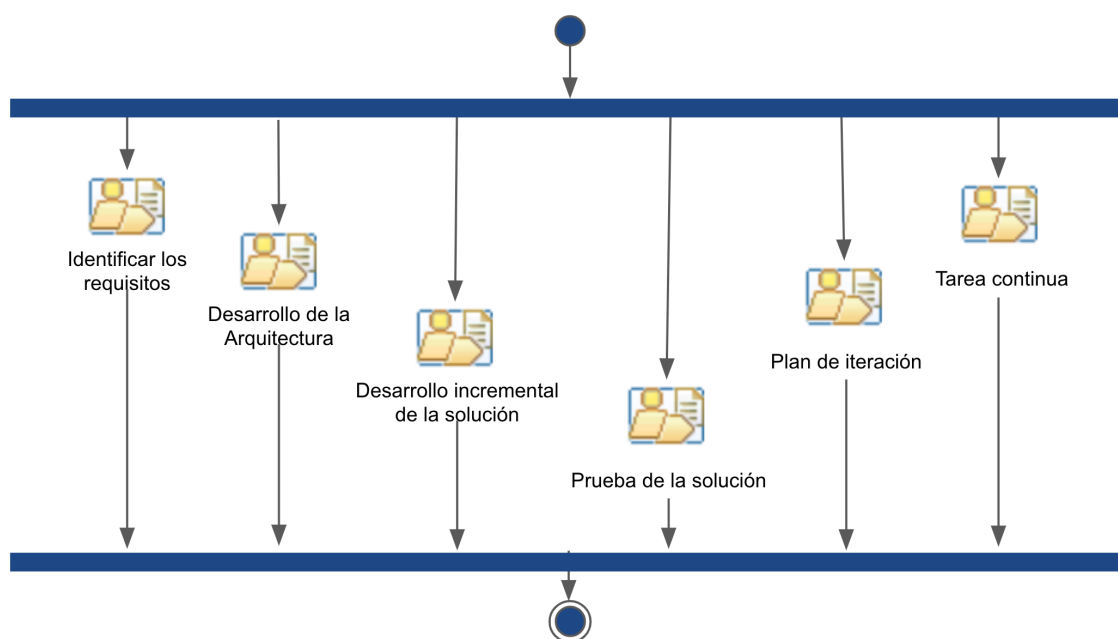 Identificar los
requisitos
Desarrollo de la
Arquitectura
Desarrollo incremental
de la solución
Prueba de la solución
Plan de iteración
Tarea continua